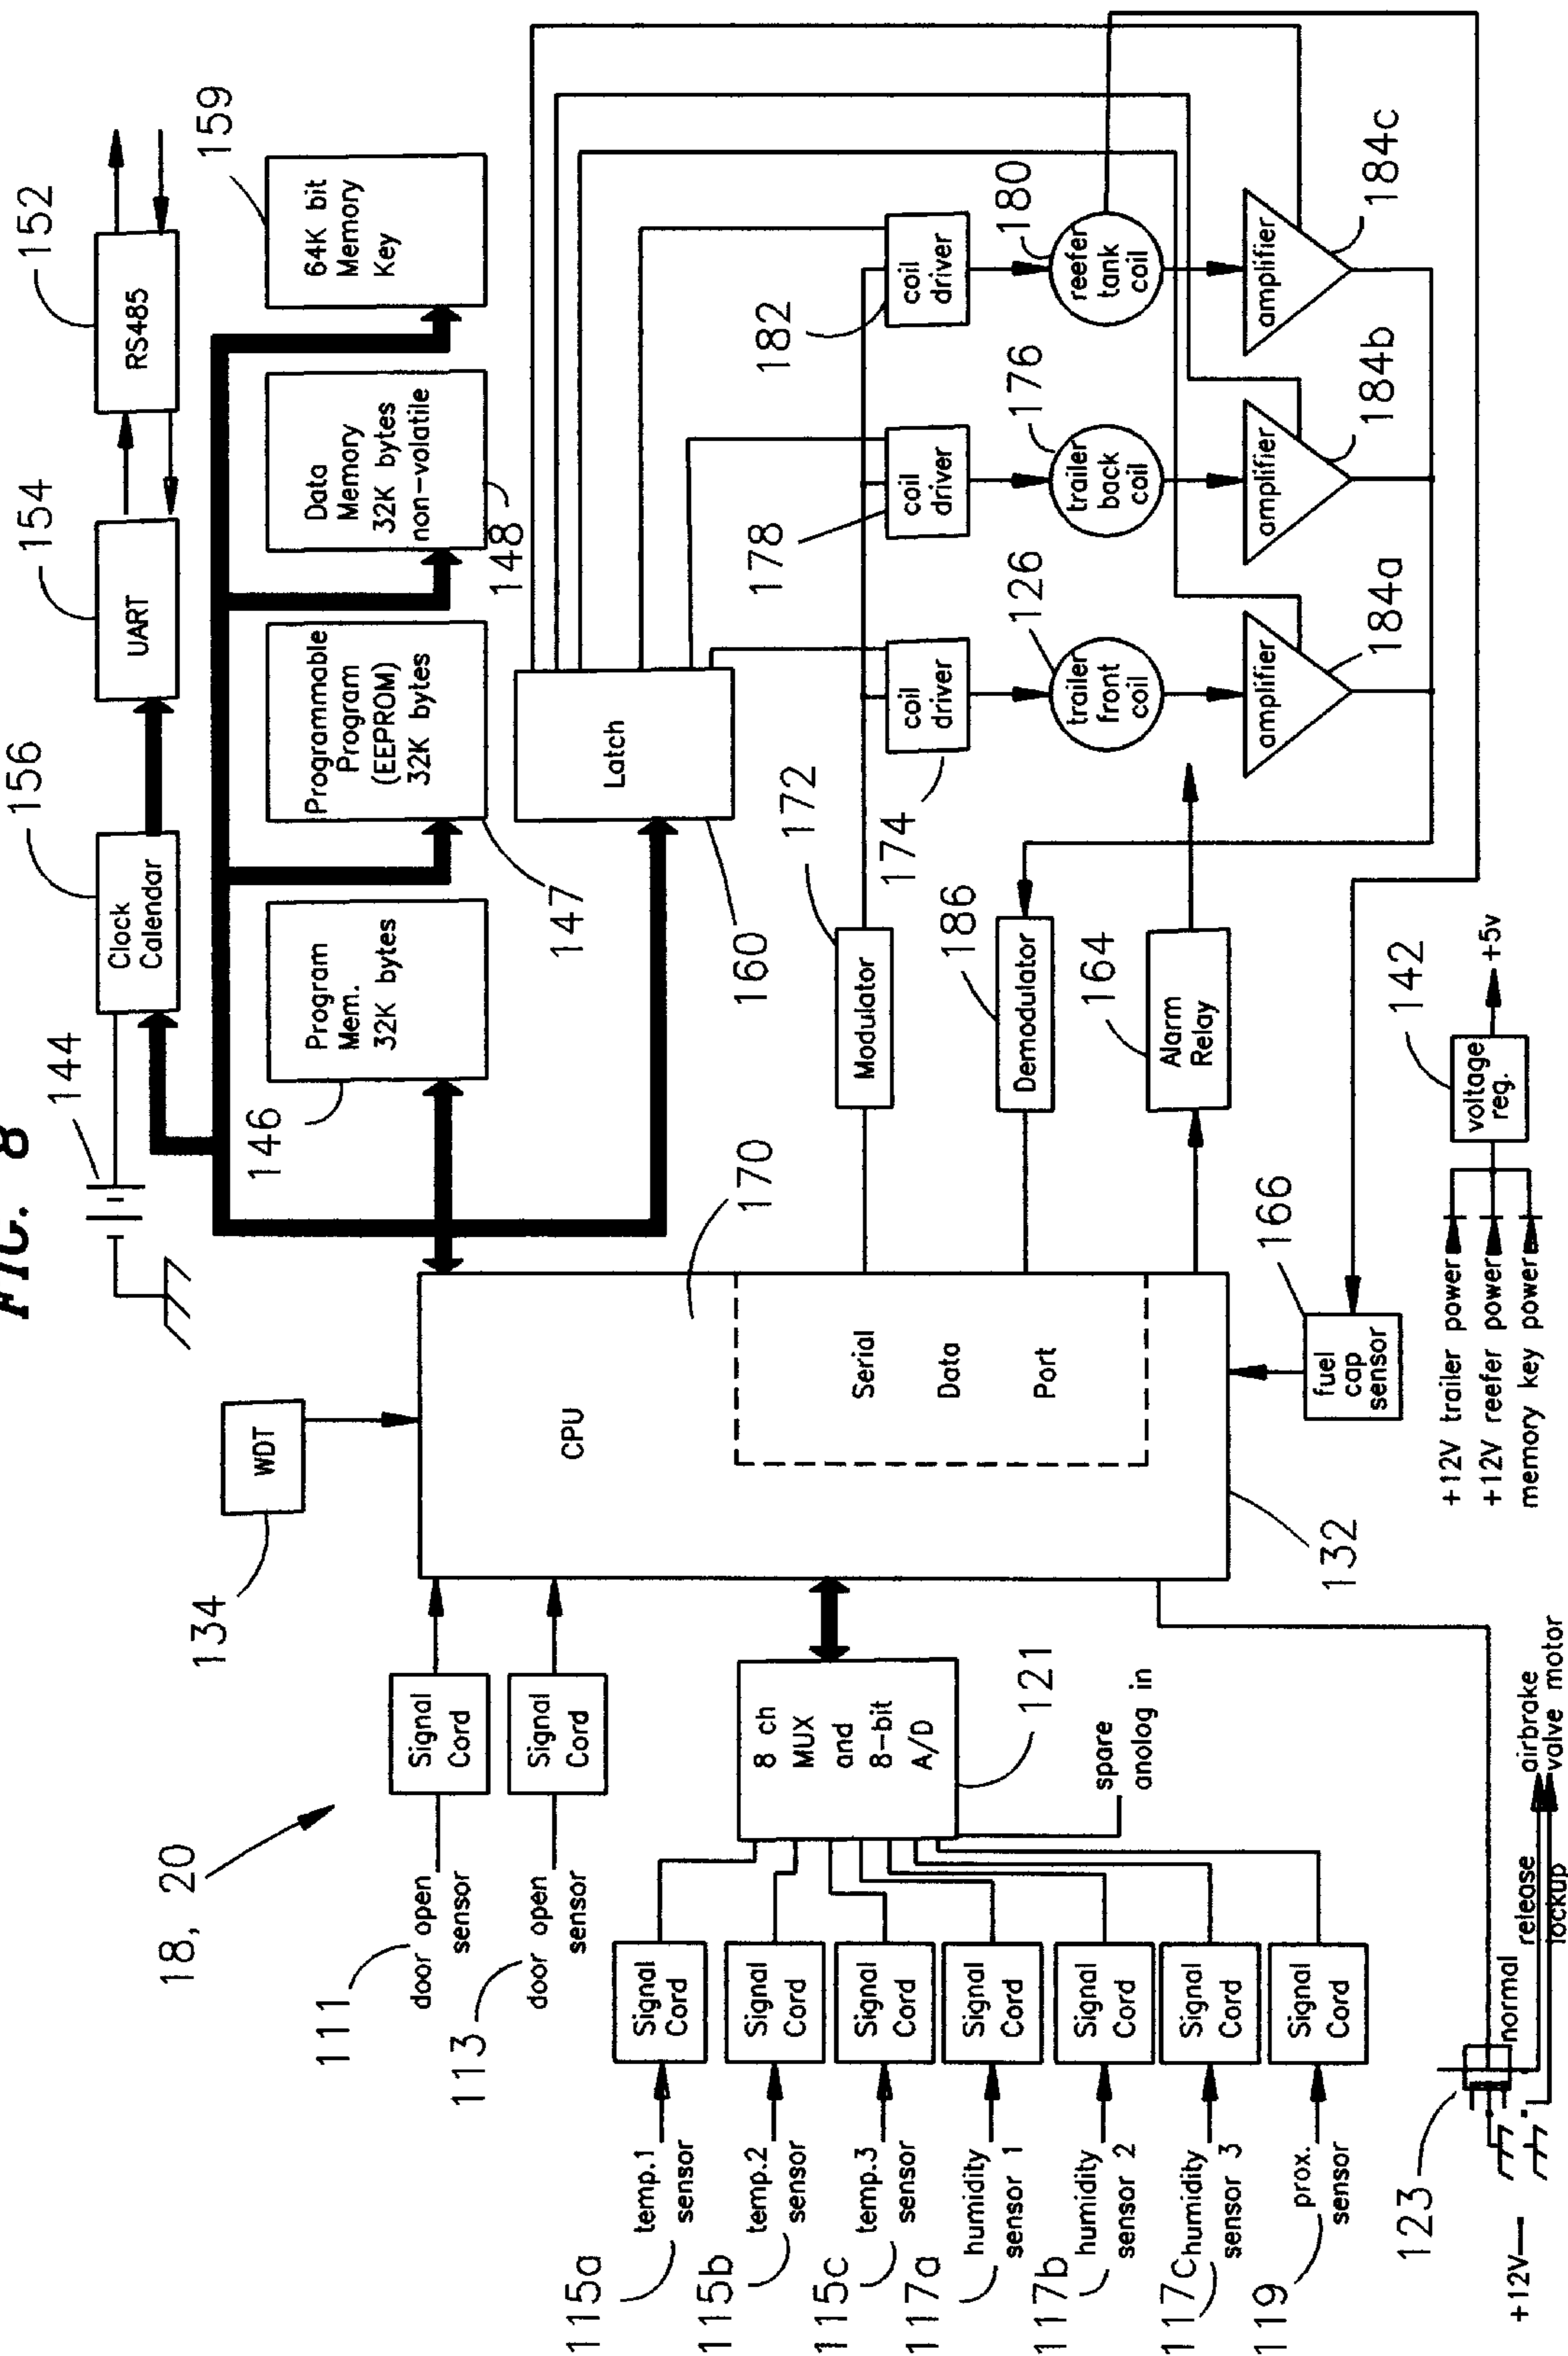 FIG. 8
18, 20
111
door open
sensor
113
door open
sensor
Signal
Cord
Signal
Cord
134
WDT
144
156
Clock
Calendar
154
UART
152
RS485
159
64K bit
Memory
Key
Data
Memory
32K bytes
non-volatile
148
Programmable
Program
(EEPROM)
32K bytes
147
Program
Mem.
32K bytes
146
Latch
160
170
CPU
Serial
Data
Port
132
115a
temp.1
sensor
Signal
Cord
115b
temp.2
sensor
Signal
Cord
115c
temp.3
sensor
Signal
Cord
117a
humidity
sensor 1
Signal
Cord
117b
humidity
sensor 2
Signal
Cord
117c
humidity
sensor 3
Signal
Cord
119
prox.
sensor
Signal
Cord
8 ch
MUX
and
8-bit
A/D
121
spare
anolog in
172
Modulator
186
Demodulator
164
Alarm
Relay
166
fuel
cap
sensor
174
coil
driver
178
coil
driver
182
coil
driver
126
trailer
front
coil
176
trailer
back
coil
180
reefer
tank
coil
amplifier
184a
amplifier
184b
amplifier
184c
+12V trailer power
+12V reefer power
memory key power
voltage
reg.
142
+5v
123
+12V
normal
release
lockup
airbrake
valve motor